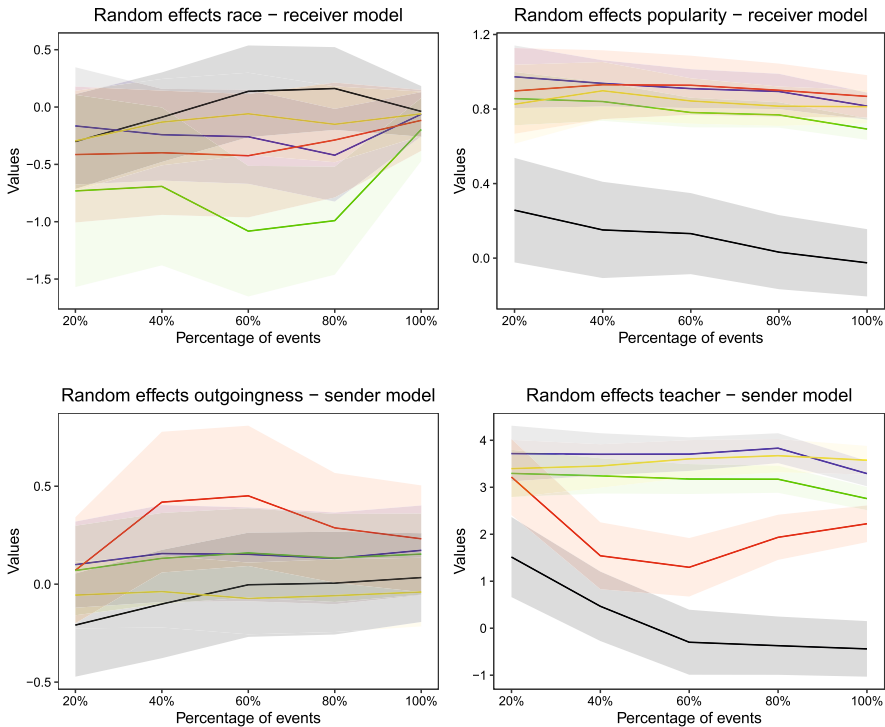 Random effects race − receiver model
Values
0.5
0.0
−0.5
−1.0
−1.5
20% 40% 60% 80% 100%
Percentage of events
Random effects popularity − receiver model
Values
1.2
0.8
0.4
0.0
20% 40% 60% 80% 100%
Percentage of events
Random effects outgoingness − sender model
Values
0.5
0.0
−0.5
20% 40% 60% 80% 100%
Percentage of events
Random effects teacher − sender model
Values
4
3
2
1
0
−1
20% 40% 60% 80% 100%
Percentage of events